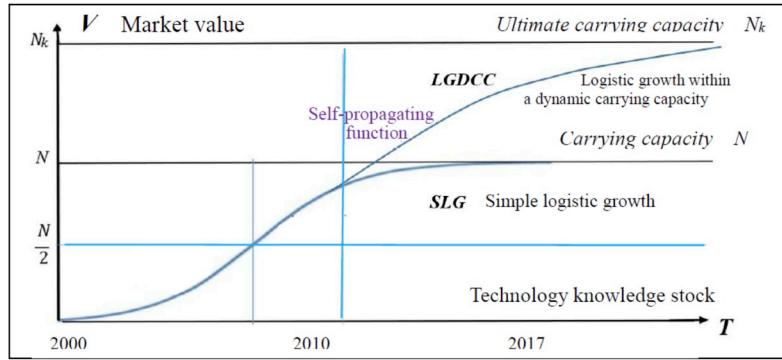 V Market value
Ultimate carrying capacity Nk
Nk
LGDCC Logistic growth within
a dynamic carrying capacity
Self-propagating
function
Carrying capacity N
N
SLG Simple logistic growth
N
2
Technology knowledge stock
T
2000 2010 2017